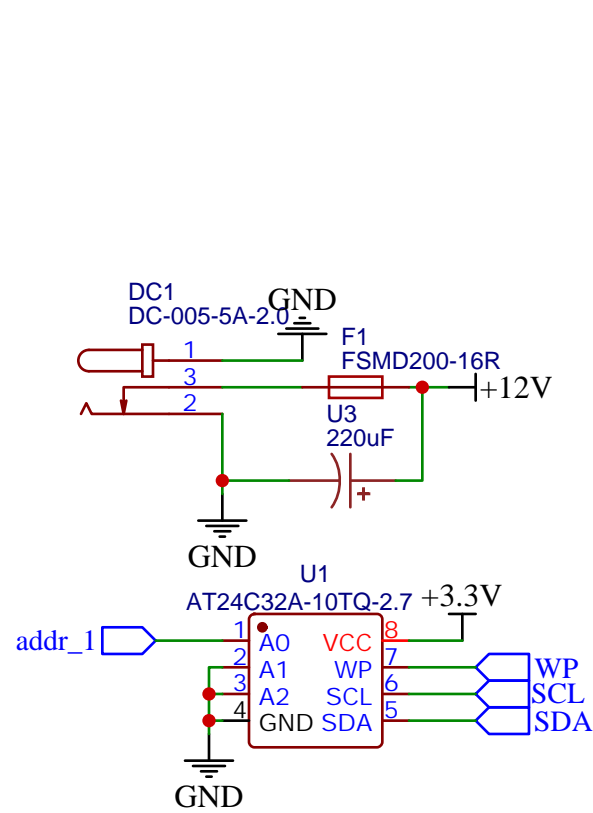 DC1
GND
DC-005-5A-2.0
F1
FSMD200-16R
1
3
2
+12V
U3
220uF
+
GND
U1
AT24C32A-10TQ-2.7
+3.3V
addr_1
1
A0
VCC
8
2
A1
WP
7
WP
3
A2
SCL
6
SCL
4
GND
SDA
5
SDA
GND